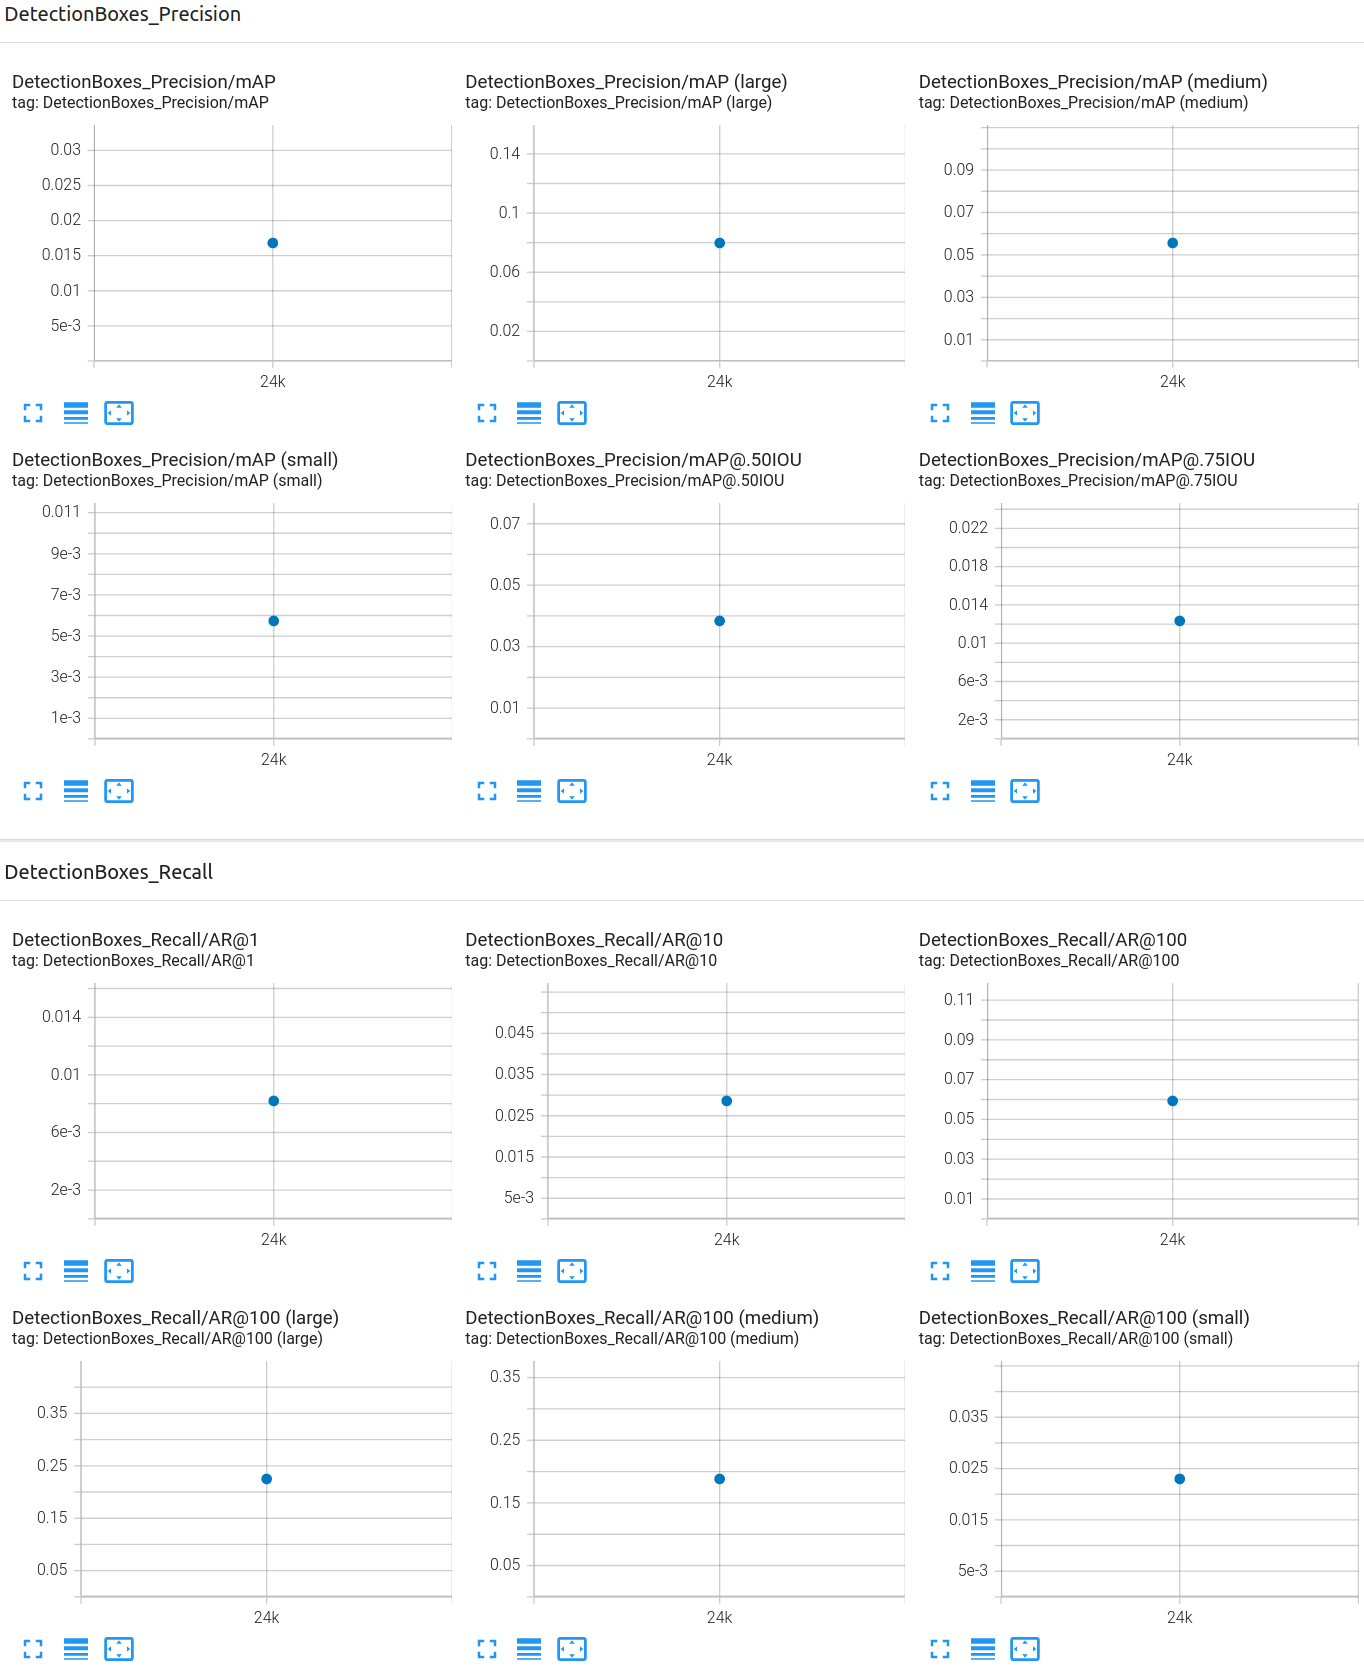 DetectionBoxes_Precision
DetectionBoxes_Precision/mAP
tag: DetectionBoxes_Precision/mAP
0.03
0.025
0.02
0.015
0.01
5e-3
24k
DetectionBoxes_Precision/mAP (large)
tag: DetectionBoxes_Precision/mAP (large)
0.14
0.1
0.06
0.02
24k
DetectionBoxes_Precision/mAP (medium)
tag: DetectionBoxes_Precision/mAP (medium)
0.09
0.07
0.05
0.03
0.01
24k
DetectionBoxes_Precision/mAP (small)
tag: DetectionBoxes_Precision/mAP (small)
0.011
9e-3
7e-3
5e-3
3e-3
1e-3
24k
DetectionBoxes_Precision/mAP@.50IOU
tag: DetectionBoxes_Precision/mAP@.50IOU
0.07
0.05
0.03
0.01
24k
DetectionBoxes_Precision/mAP@.75IOU
tag: DetectionBoxes_Precision/mAP@.75IOU
0.022
0.018
0.014
0.01
6e-3
2e-3
24k
DetectionBoxes_Recall
DetectionBoxes_Recall/AR@1
tag: DetectionBoxes_Recall/AR@1
0.014
0.01
6e-3
2e-3
24k
DetectionBoxes_Recall/AR@10
tag: DetectionBoxes_Recall/AR@10
0.045
0.035
0.025
0.015
5e-3
24k
DetectionBoxes_Recall/AR@100
tag: DetectionBoxes_Recall/AR@100
0.11
0.09
0.07
0.05
0.03
0.01
24k
DetectionBoxes_Recall/AR@100 (large)
tag: DetectionBoxes_Recall/AR@100 (large)
0.35
0.25
0.15
0.05
24k
DetectionBoxes_Recall/AR@100 (medium)
tag: DetectionBoxes_Recall/AR@100 (medium)
0.35
0.25
0.15
0.05
24k
DetectionBoxes_Recall/AR@100 (small)
tag: DetectionBoxes_Recall/AR@100 (small)
0.035
0.025
0.015
5e-3
24k